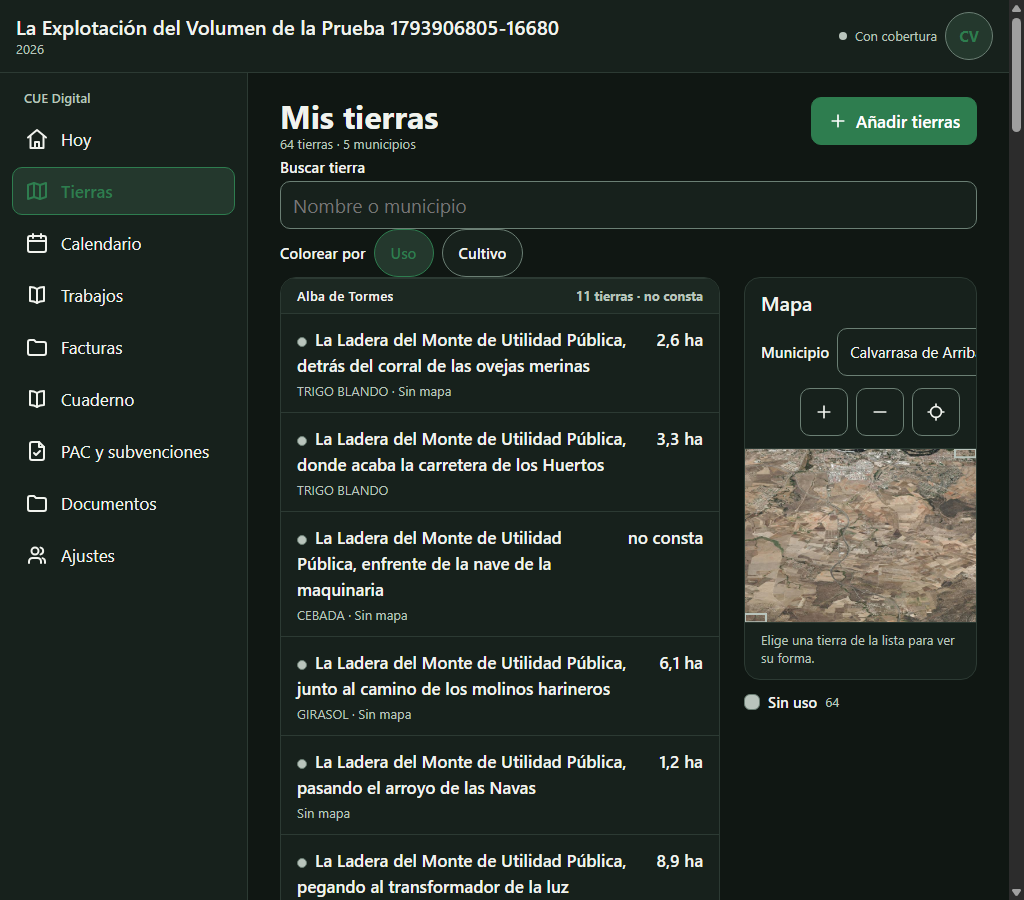 La Explotación del Volumen de la Prueba 1793906805-16680
2026
Con cobertura
CV
CUE Digital
Hoy
Tierras
Calendario
Trabajos
Facturas
Cuaderno
PAC y subvenciones
Documentos
Ajustes
Mis tierras
64 tierras · 5 municipios
+ Añadir tierras
Buscar tierra
Nombre o municipio
Colorear por
Uso
Cultivo
Alba de Tormes
11 tierras · no consta
La Ladera del Monte de Utilidad Pública,
detrás del corral de las ovejas merinas
2,6 ha
TRIGO BLANDO · Sin mapa
La Ladera del Monte de Utilidad Pública,
donde acaba la carretera de los Huertos
3,3 ha
TRIGO BLANDO
La Ladera del Monte de Utilidad
Pública, enfrente de la nave de la
maquinaria
no consta
CEBADA · Sin mapa
La Ladera del Monte de Utilidad Pública,
junto al camino de los molinos harineros
6,1 ha
GIRASOL · Sin mapa
La Ladera del Monte de Utilidad Pública,
pasando el arroyo de las Navas
1,2 ha
Sin mapa
La Ladera del Monte de Utilidad Pública,
pegando al transformador de la luz
8,9 ha
Mapa
Municipio
Calvarrasa de Arrib
Elige una tierra de la lista para ver
su forma.
Sin uso 64